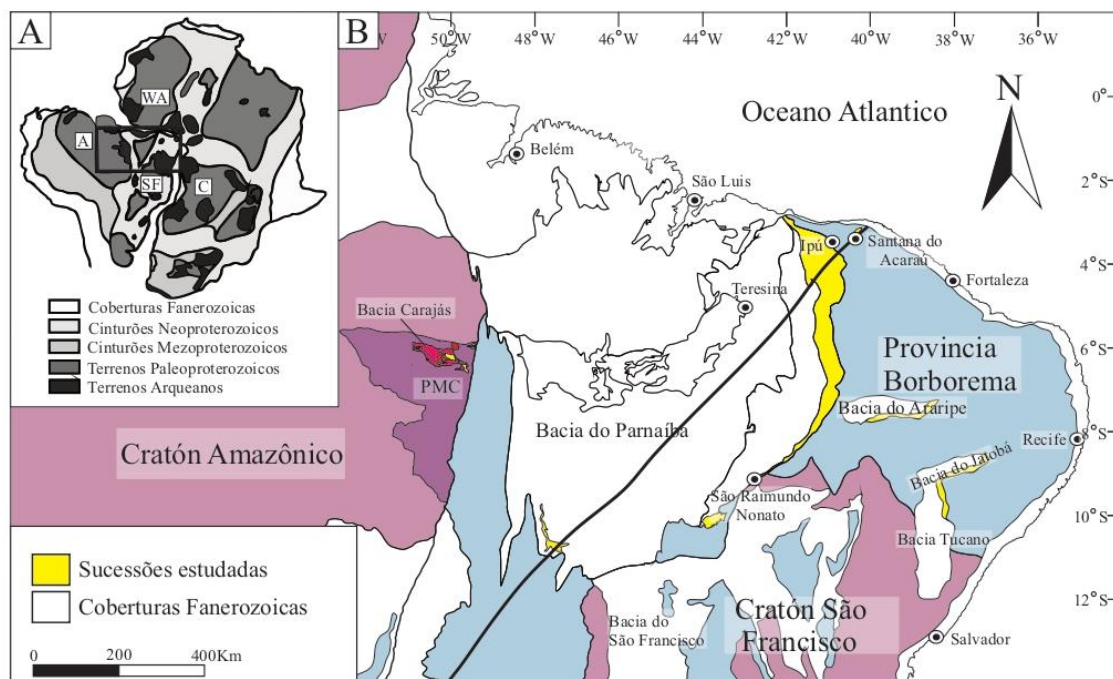 A
WA
A
SF
C
Coberturas Fanerozoicas
Cinturões Neoproterozoicos
Cinturões Mezoproterozoicos
Terrenos Paleoproterozoicos
Terrenos Arqueanos
B
50°W
48°W
46°W
44°W
42°W
40°W
38°W
36°W
N
0°
Oceano Atlantico
Belém
São Luis
2°S
Ipú
Santana do
Acaraú
Fortaleza
4°S
Teresina
Bacia Carajás
PMC
6°S
Provincia
Borborema
Bacia do Araripe
Bacia do Parnaíba
Cratón Amazônico
Recife
8°S
Bacia do Jatobá
São Raimundo
Nonato
10°S
Bacia Tucano
Sucessões estudadas
Coberturas Fanerozoicas
Bacia do
São Francisco
Cratón São
Francisco
12°S
Salvador
0
200
400Km